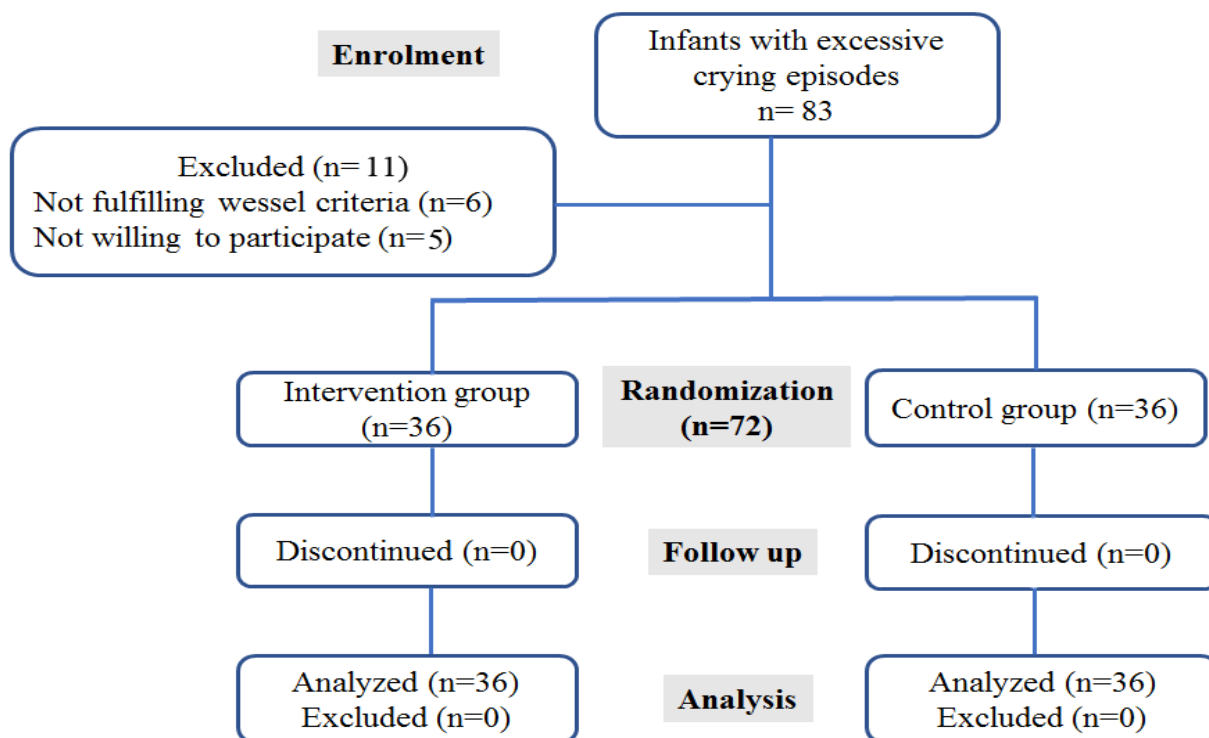 Enrolment
Infants with excessive
crying episodes
n= 83
Excluded (n= 11)
Not fulfilling wessel criteria (n=6)
Not willing to participate (n=5)
Intervention group
(n=36)
Randomization
(n=72)
Control group (n=36)
Discontinued (n=0)
Follow up
Discontinued (n=0)
Analyzed (n=36)
Excluded (n=0)
Analysis
Analyzed (n=36)
Excluded (n=0)